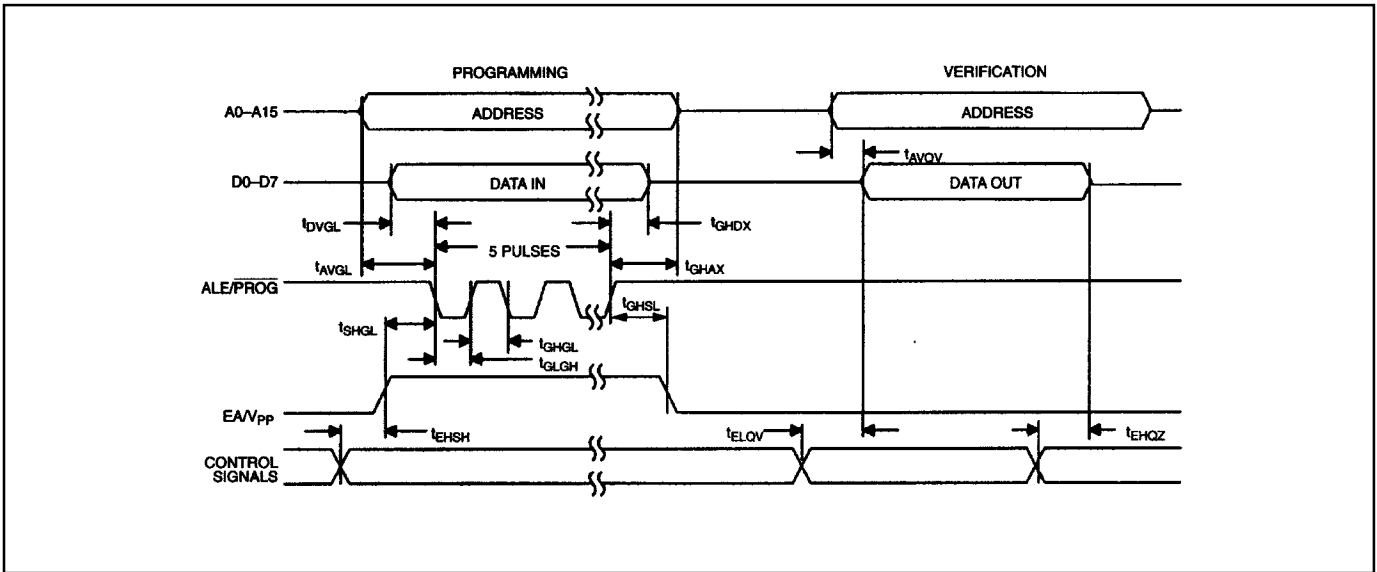 PROGRAMMING VERIFICATION
A0–A15 ADDRESS ADDRESS
tAVQV
D0–D7 DATA IN DATA OUT
tDVGL tGHDX
5 PULSES
tAVGL tGHAX
ALE/PROG
tGHSL
tSHGL
tGHGL
tGLGH
EA/VPP
tEHSH tELQV tEHQZ
CONTROL
SIGNALS